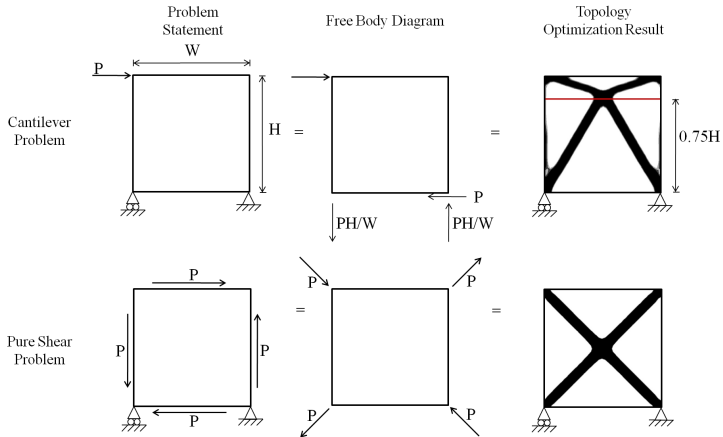 Problem
Statement
Free Body Diagram
Topology
Optimization Result
W
P
H
Cantilever
Problem
=
=
0.75H
P
PH/W
PH/W
P
P
P
P
Pure Shear
Problem
=
P
P
P
P
=